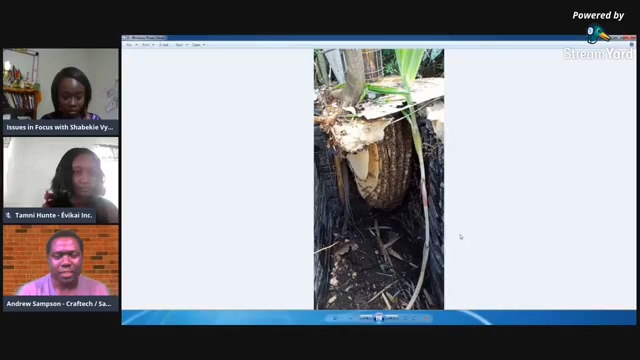 Powered by
StreamYard
Issues in Focus with Shabekie Vy...
Tamni Hunte - Évikai Inc.
Andrew Sampson - Craftech / Sa...